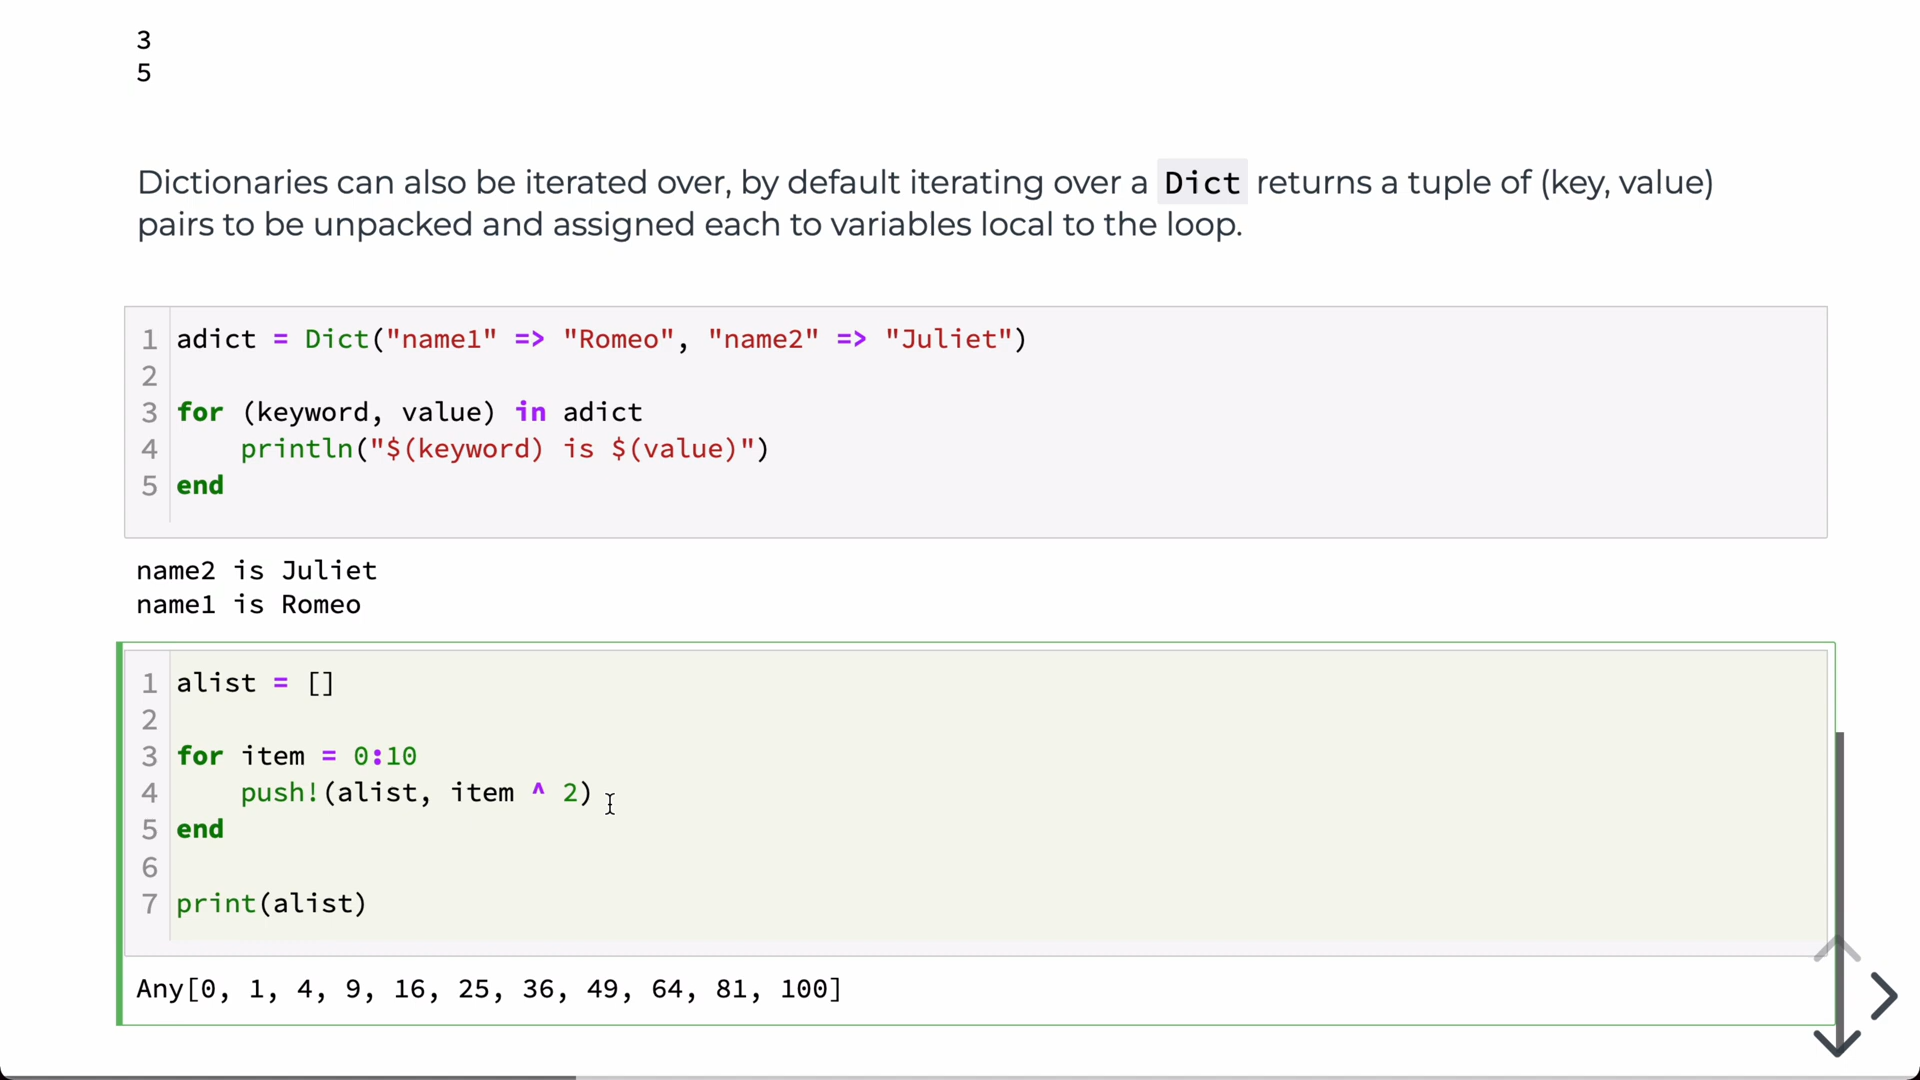 3
5
Dictionaries can also be iterated over, by default iterating over a Dict returns a tuple of (key, value)
pairs to be unpacked and assigned each to variables local to the loop.
1 adict = Dict("name1" => "Romeo", "name2" => "Juliet")
2
3 for (keyword, value) in adict
4     println("$(keyword) is $(value)")
5 end
name2 is Juliet
name1 is Romeo
1 alist = []
2
3 for item = 0:10
4     push!(alist, item ^ 2)
5 end
6
7 print(alist)
Any[0, 1, 4, 9, 16, 25, 36, 49, 64, 81, 100]